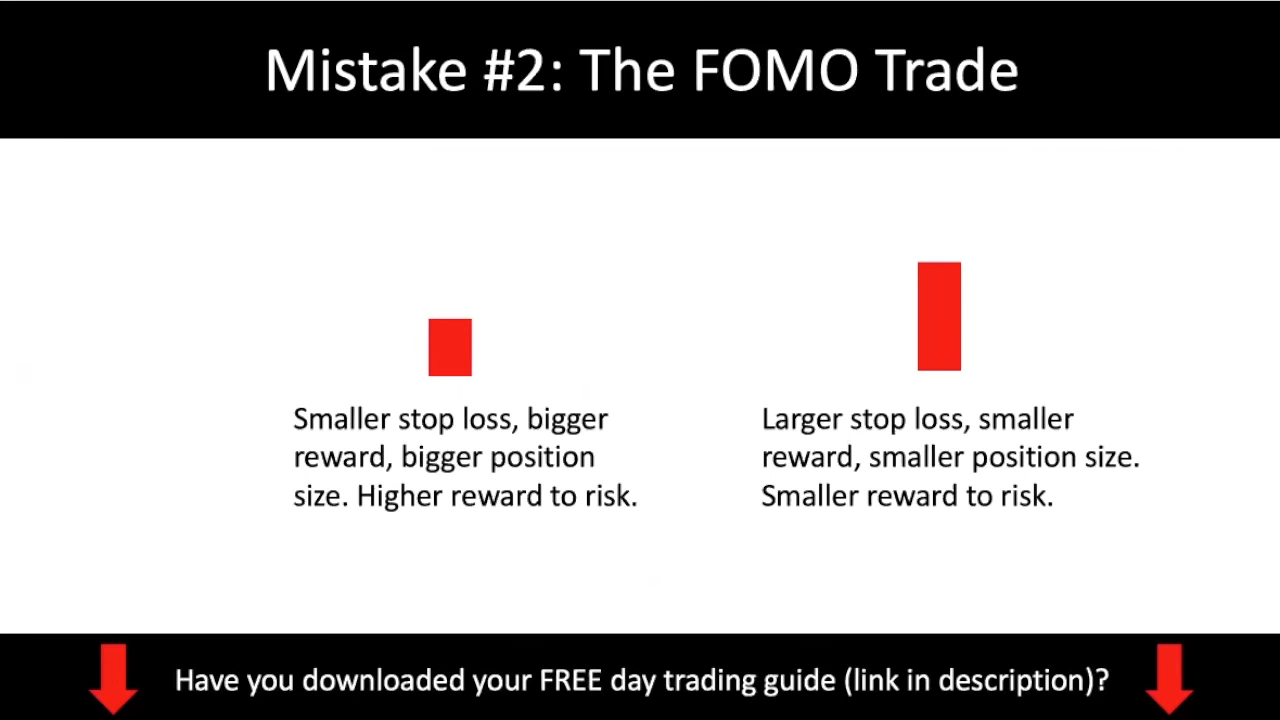 Mistake #2: The FOMO Trade
Smaller stop loss, bigger
reward, bigger position
size. Higher reward to risk.
Larger stop loss, smaller
reward, smaller position size.
Smaller reward to risk.
Have you downloaded your FREE day trading guide (link in description)?